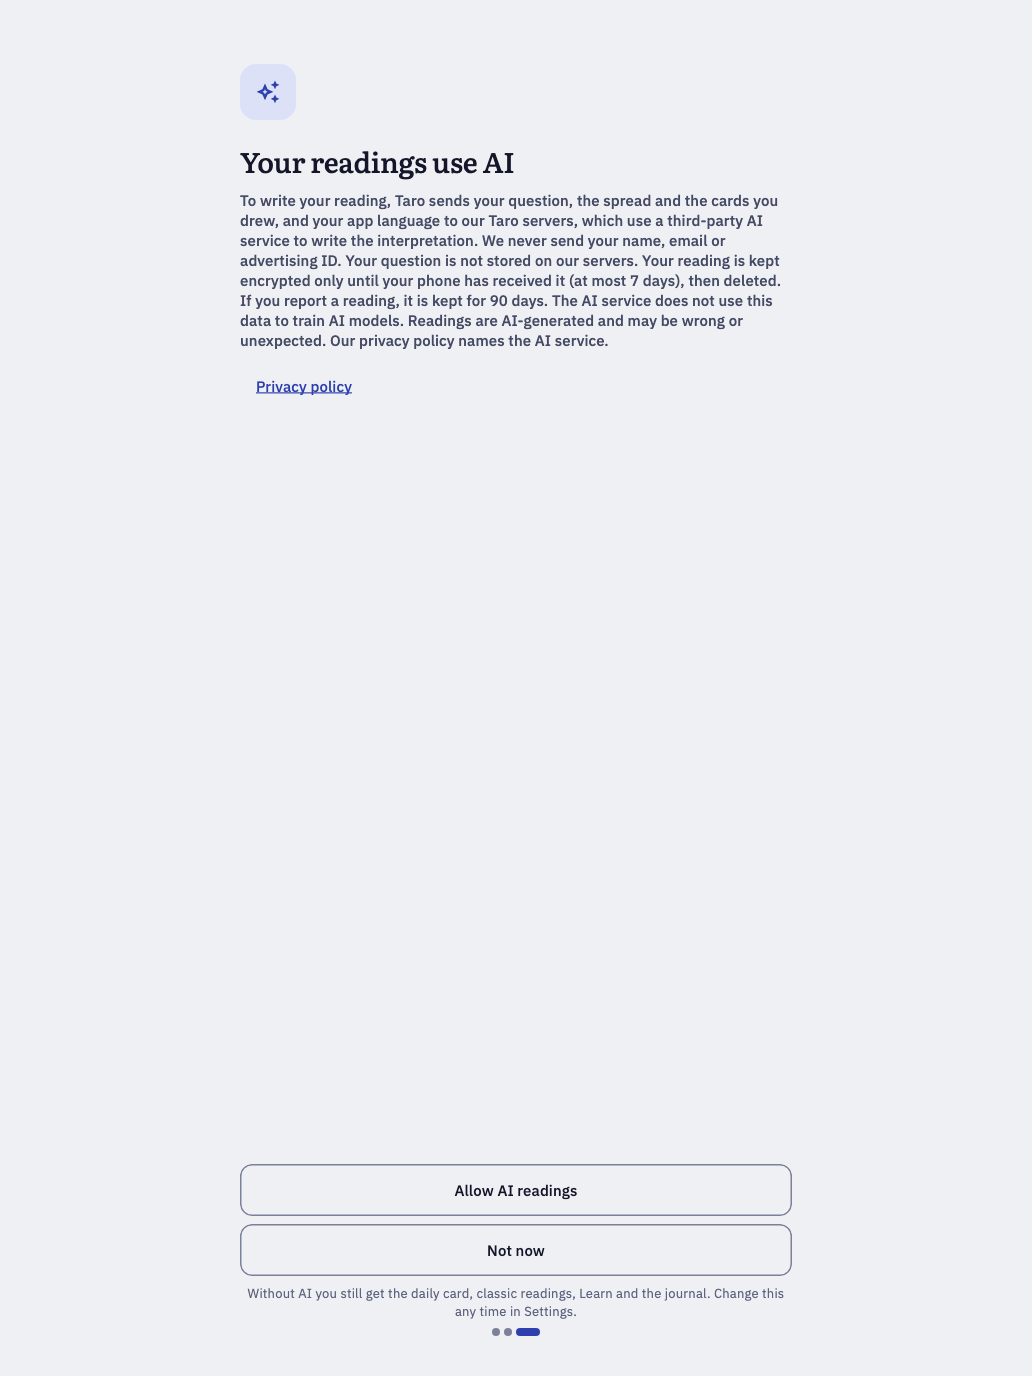 Your readings use AI
To write your reading, Taro sends your question, the spread and the cards you
drew, and your app language to our Taro servers, which use a third-party AI
service to write the interpretation. We never send your name, email or
advertising ID. Your question is not stored on our servers. Your reading is kept
encrypted only until your phone has received it (at most 7 days), then deleted.
If you report a reading, it is kept for 90 days. The AI service does not use this
data to train AI models. Readings are AI-generated and may be wrong or
unexpected. Our privacy policy names the AI service.
Privacy policy
Allow AI readings
Not now
Without AI you still get the daily card, classic readings, Learn and the journal. Change this
any time in Settings.